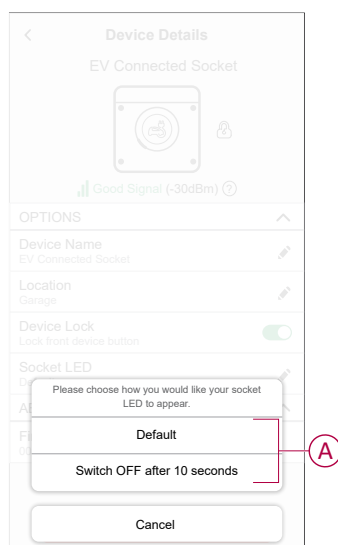 Device Details
EV Connected Socket
Good Signal (-30dBm) ?
OPTIONS
Device Name
EV Connected Socket
Location
Garage
Device Lock
Lock front device button
Socket LED
Please choose how you would like your socket
LED to appear.
Default
A
Switch OFF after 10 seconds
Cancel